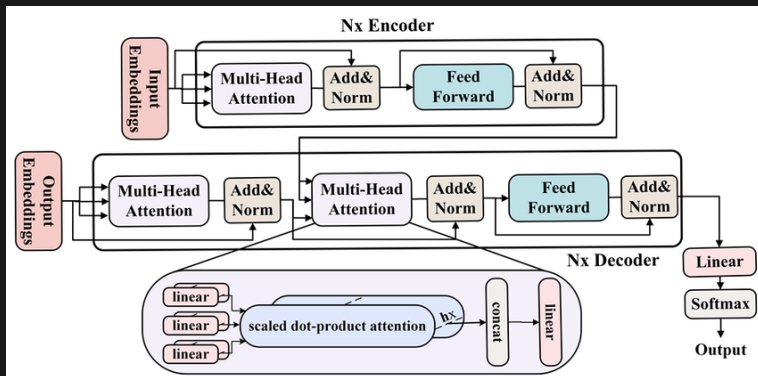 Nx Encoder
Input
Embeddings
Multi-Head
Attention
Add&
Norm
Feed
Forward
Add&
Norm
Output
Embeddings
Multi-Head
Attention
Add&
Norm
Multi-Head
Attention
Add&
Norm
Feed
Forward
Add&
Norm
Nx Decoder
Linear
Softmax
Output
linear
linear
linear
scaled dot-product attention
hx
concat
linear